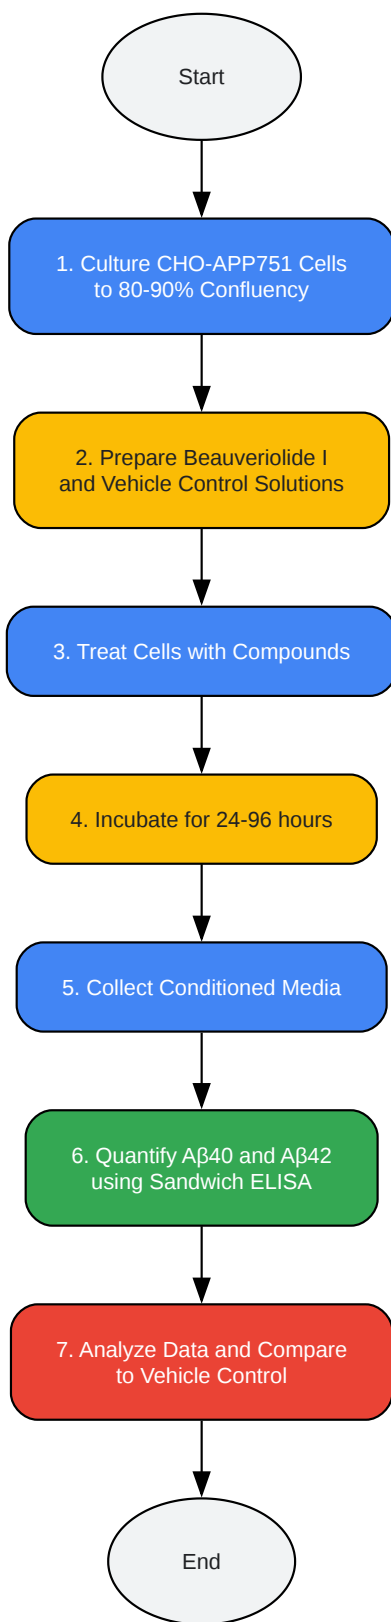 Start
1. Culture CHO-APP751 Cells
to 80-90% Confluency
2. Prepare Beauveriolide I
and Vehicle Control Solutions
3. Treat Cells with Compounds
4. Incubate for 24-96 hours
5. Collect Conditioned Media
6. Quantify Aβ40 and Aβ42
using Sandwich ELISA
7. Analyze Data and Compare
to Vehicle Control
End